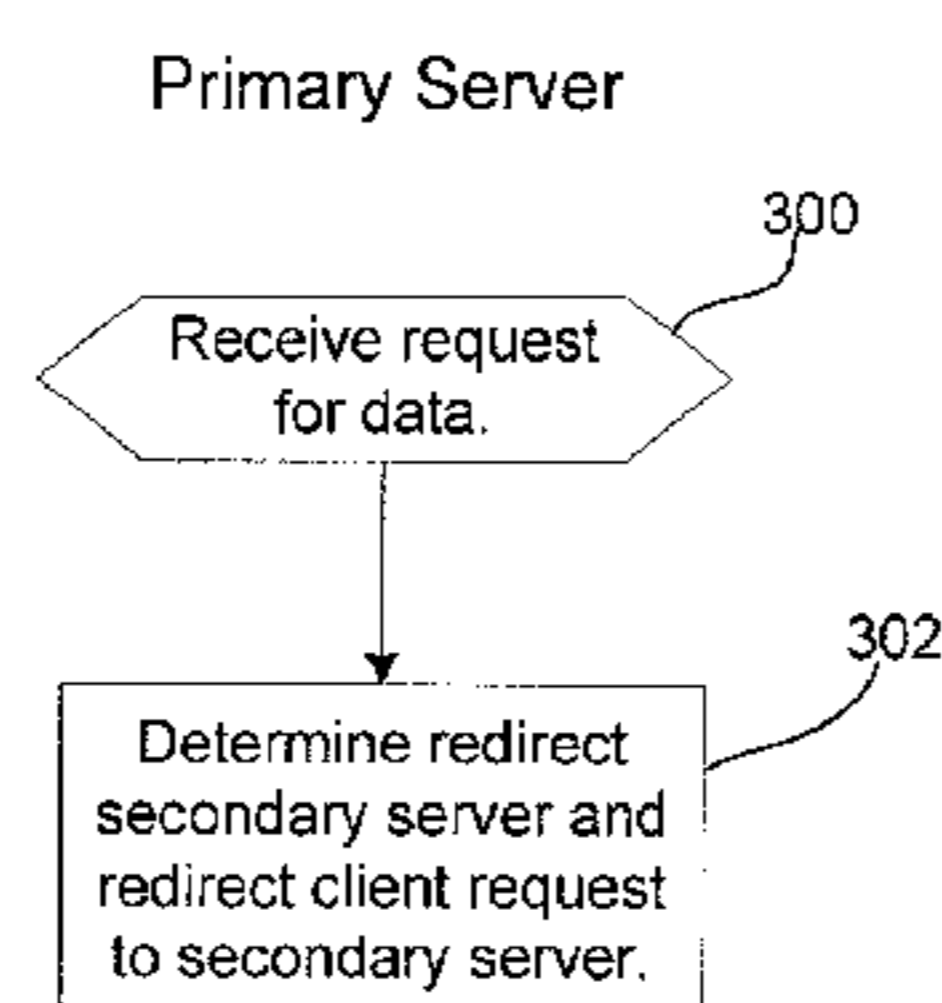 Primary Server
300
Receive request
for data.
302
Determine redirect
secondary server and
redirect client request
to secondary server.